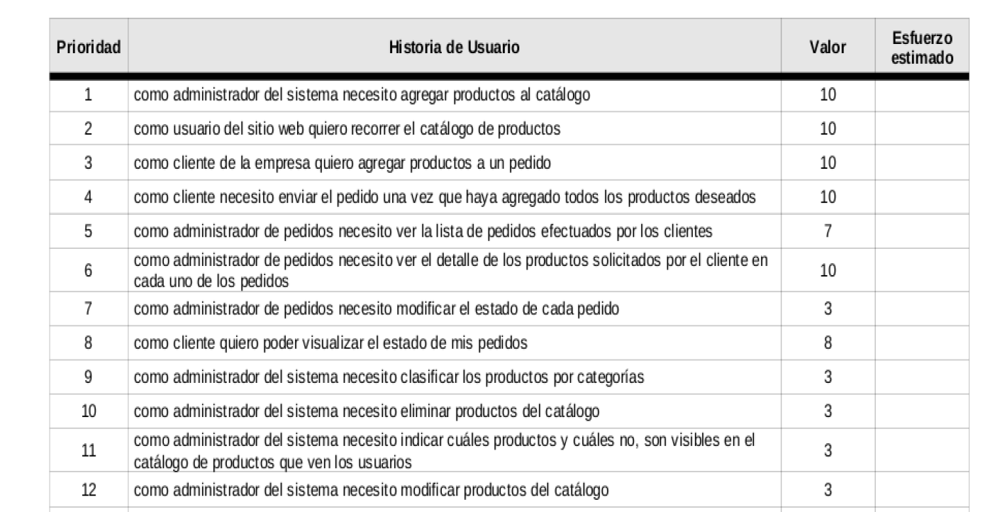 Prioridad Historia de Usuario Valor Esfuerzo estimado
1 como administrador del sistema necesito agregar productos al catálogo 10
2 como usuario del sitio web quiero recorrer el catálogo de productos 10
3 como cliente de la empresa quiero agregar productos a un pedido 10
4 como cliente necesito enviar el pedido una vez que haya agregado todos los productos deseados 10
5 como administrador de pedidos necesito ver la lista de pedidos efectuados por los clientes 7
6 como administrador de pedidos necesito ver el detalle de los productos solicitados por el cliente en
cada uno de los pedidos 10
7 como administrador de pedidos necesito modificar el estado de cada pedido 3
8 como cliente quiero poder visualizar el estado de mis pedidos 8
9 como administrador del sistema necesito clasificar los productos por categorías 3
10 como administrador del sistema necesito eliminar productos del catálogo 3
11 como administrador del sistema necesito indicar cuáles productos y cuáles no, son visibles en el
catálogo de productos que ven los usuarios 3
12 como administrador del sistema necesito modificar productos del catálogo 3